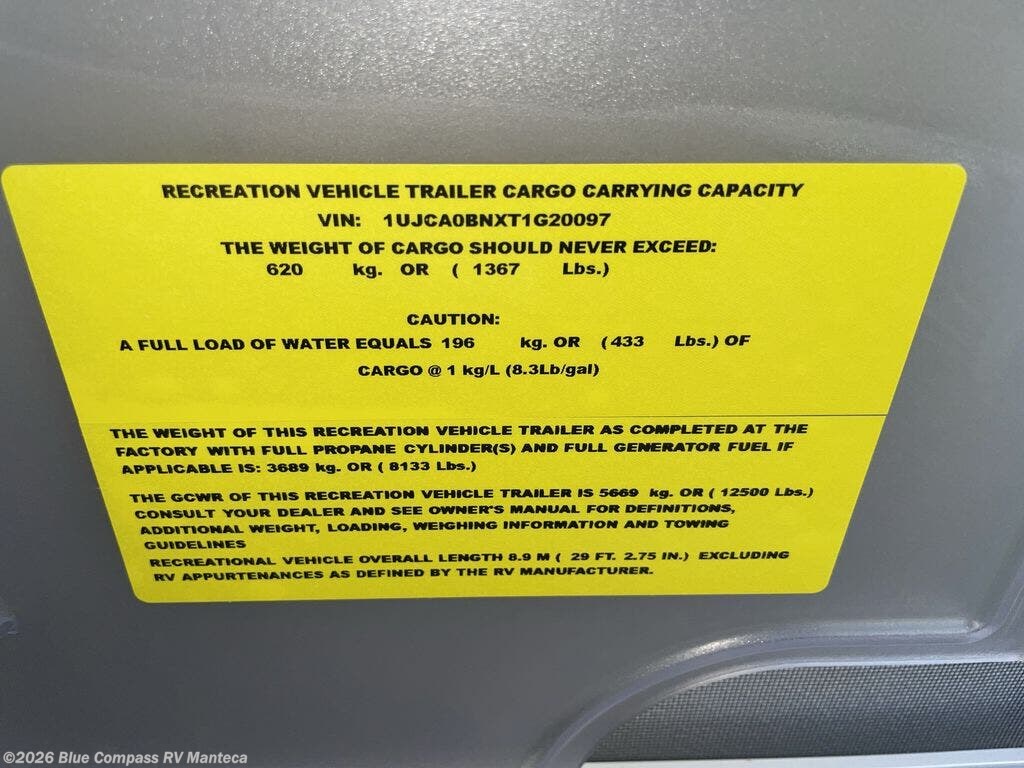 RECREATION VEHICLE TRAILER CARGO CARRYING CAPACITY
VIN: 1UJCA0BNXT1G20097
THE WEIGHT OF CARGO SHOULD NEVER EXCEED:
620 kg. OR ( 1367 Lbs.)
CAUTION:
A FULL LOAD OF WATER EQUALS 196 kg. OR (433 Lbs.) OF
CARGO @ 1 kg/L (8.3Lb/gal)
THE WEIGHT OF THIS RECREATION VEHICLE TRAILER AS COMPLETED AT THE
FACTORY WITH FULL PROPANE CYLINDER(S) AND FULL GENERATOR FUEL IF
APPLICABLE IS: 3689 kg. OR ( 8133 Lbs.)
THE GCWR OF THIS RECREATION VEHICLE TRAILER IS 5669 kg. OR ( 12500 Lbs.)
CONSULT YOUR DEALER AND SEE OWNER'S MANUAL FOR DEFINITIONS,
ADDITIONAL WEIGHT, LOADING, WEIGHING INFORMATION AND TOWING
GUIDELINES
RECREATIONAL VEHICLE OVERALL LENGTH 8.9 M ( 29 FT. 2.75 IN.) EXCLUDING
RV APPURTENANCES AS DEFINED BY THE RV MANUFACTURER.
©2026 Blue Compass RV Manteca